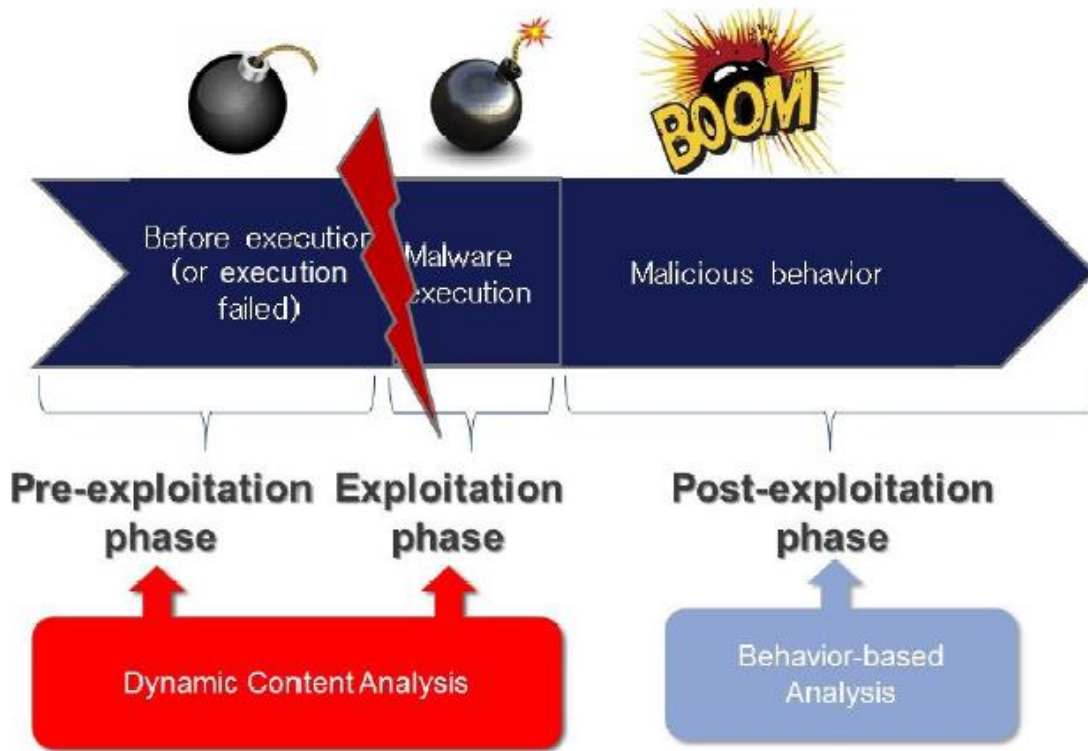 BOOM
Before execution
(or execution
failed)
Malware
execution
Malicious behavior
Pre-exploitation
phase
Exploitation
phase
Post-exploitation
phase
Dynamic Content Analysis
Behavior-based
Analysis